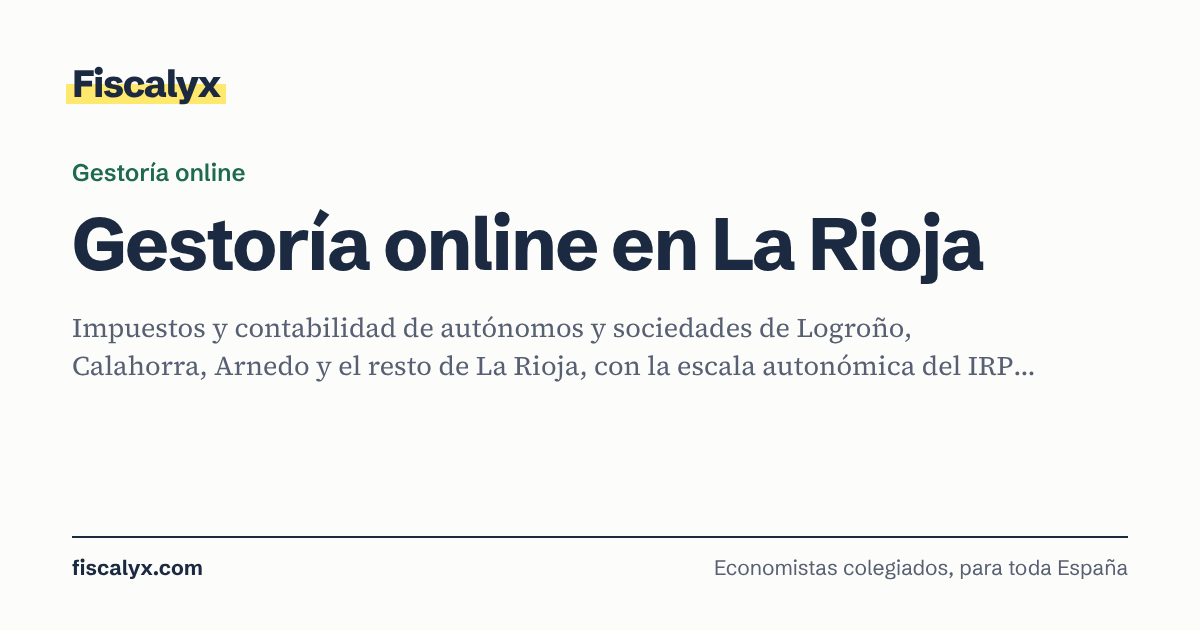 Fiscalyx
Gestoría online
Gestoría online en La Rioja
Impuestos y contabilidad de autónomos y sociedades de Logroño,
Calahorra, Arnedo y el resto de La Rioja, con la escala autonómica del IRP…
fiscalyx.com
Economistas colegiados, para toda España